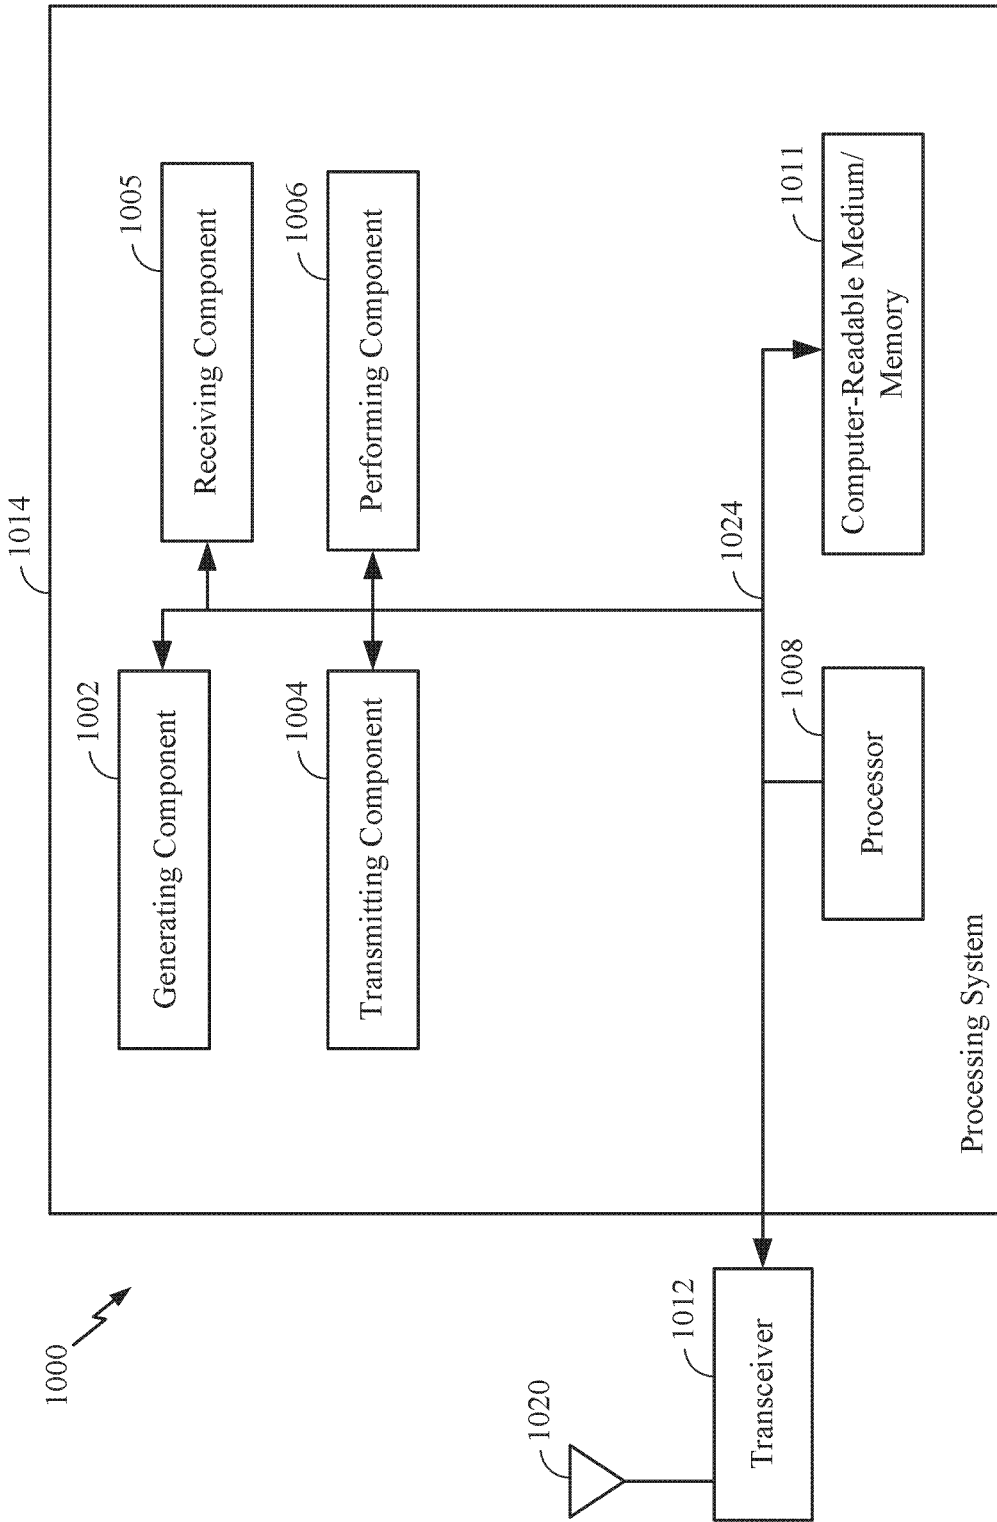 1000
1014
1002
Generating Component
1005
Receiving Component
1004
Transmitting Component
1006
Performing Component
1020
1012
Transceiver
1024
1008
Processor
1011
Computer-Readable Medium/
Memory
Processing System